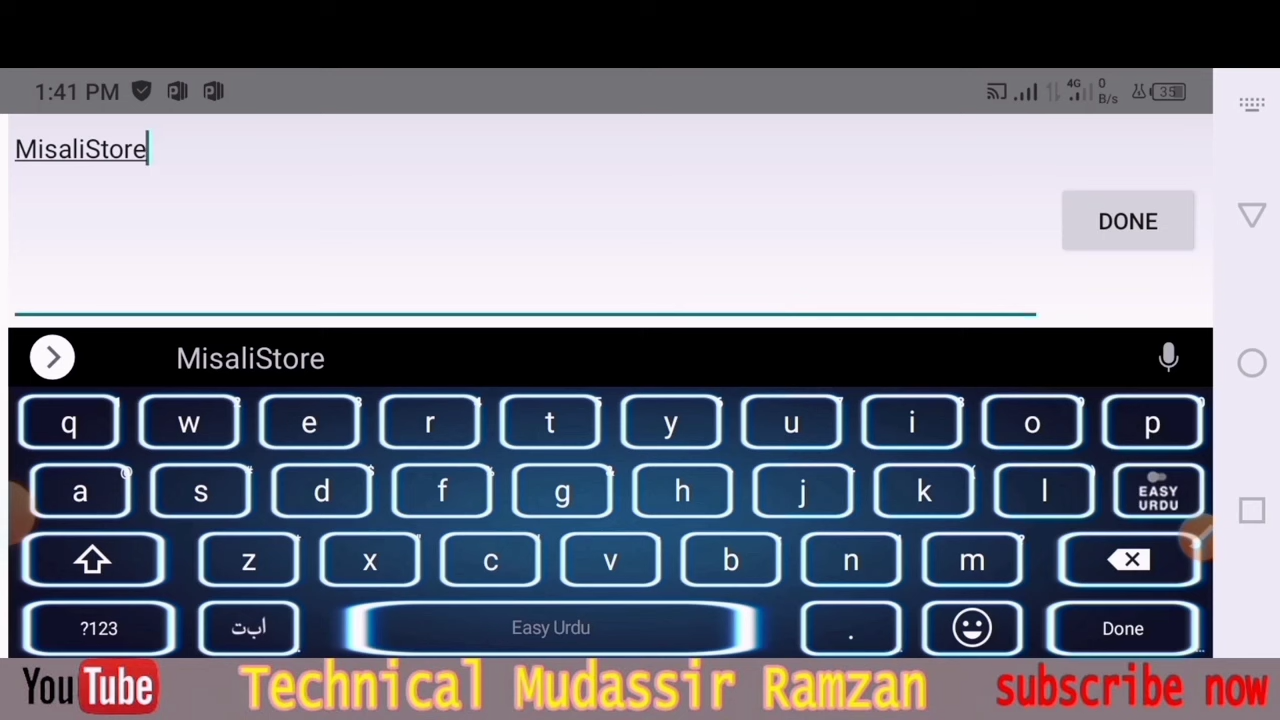 1:41 PM 4G 0 B/s 35
MisaliStore
DONE
MisaliStore
q w e r t y u i o p
a s d f g h j k l EASY URDU
z x c v b n m
?123 ابت Easy Urdu . Done
YouTube Technical Mudassir Ramzan subscribe now